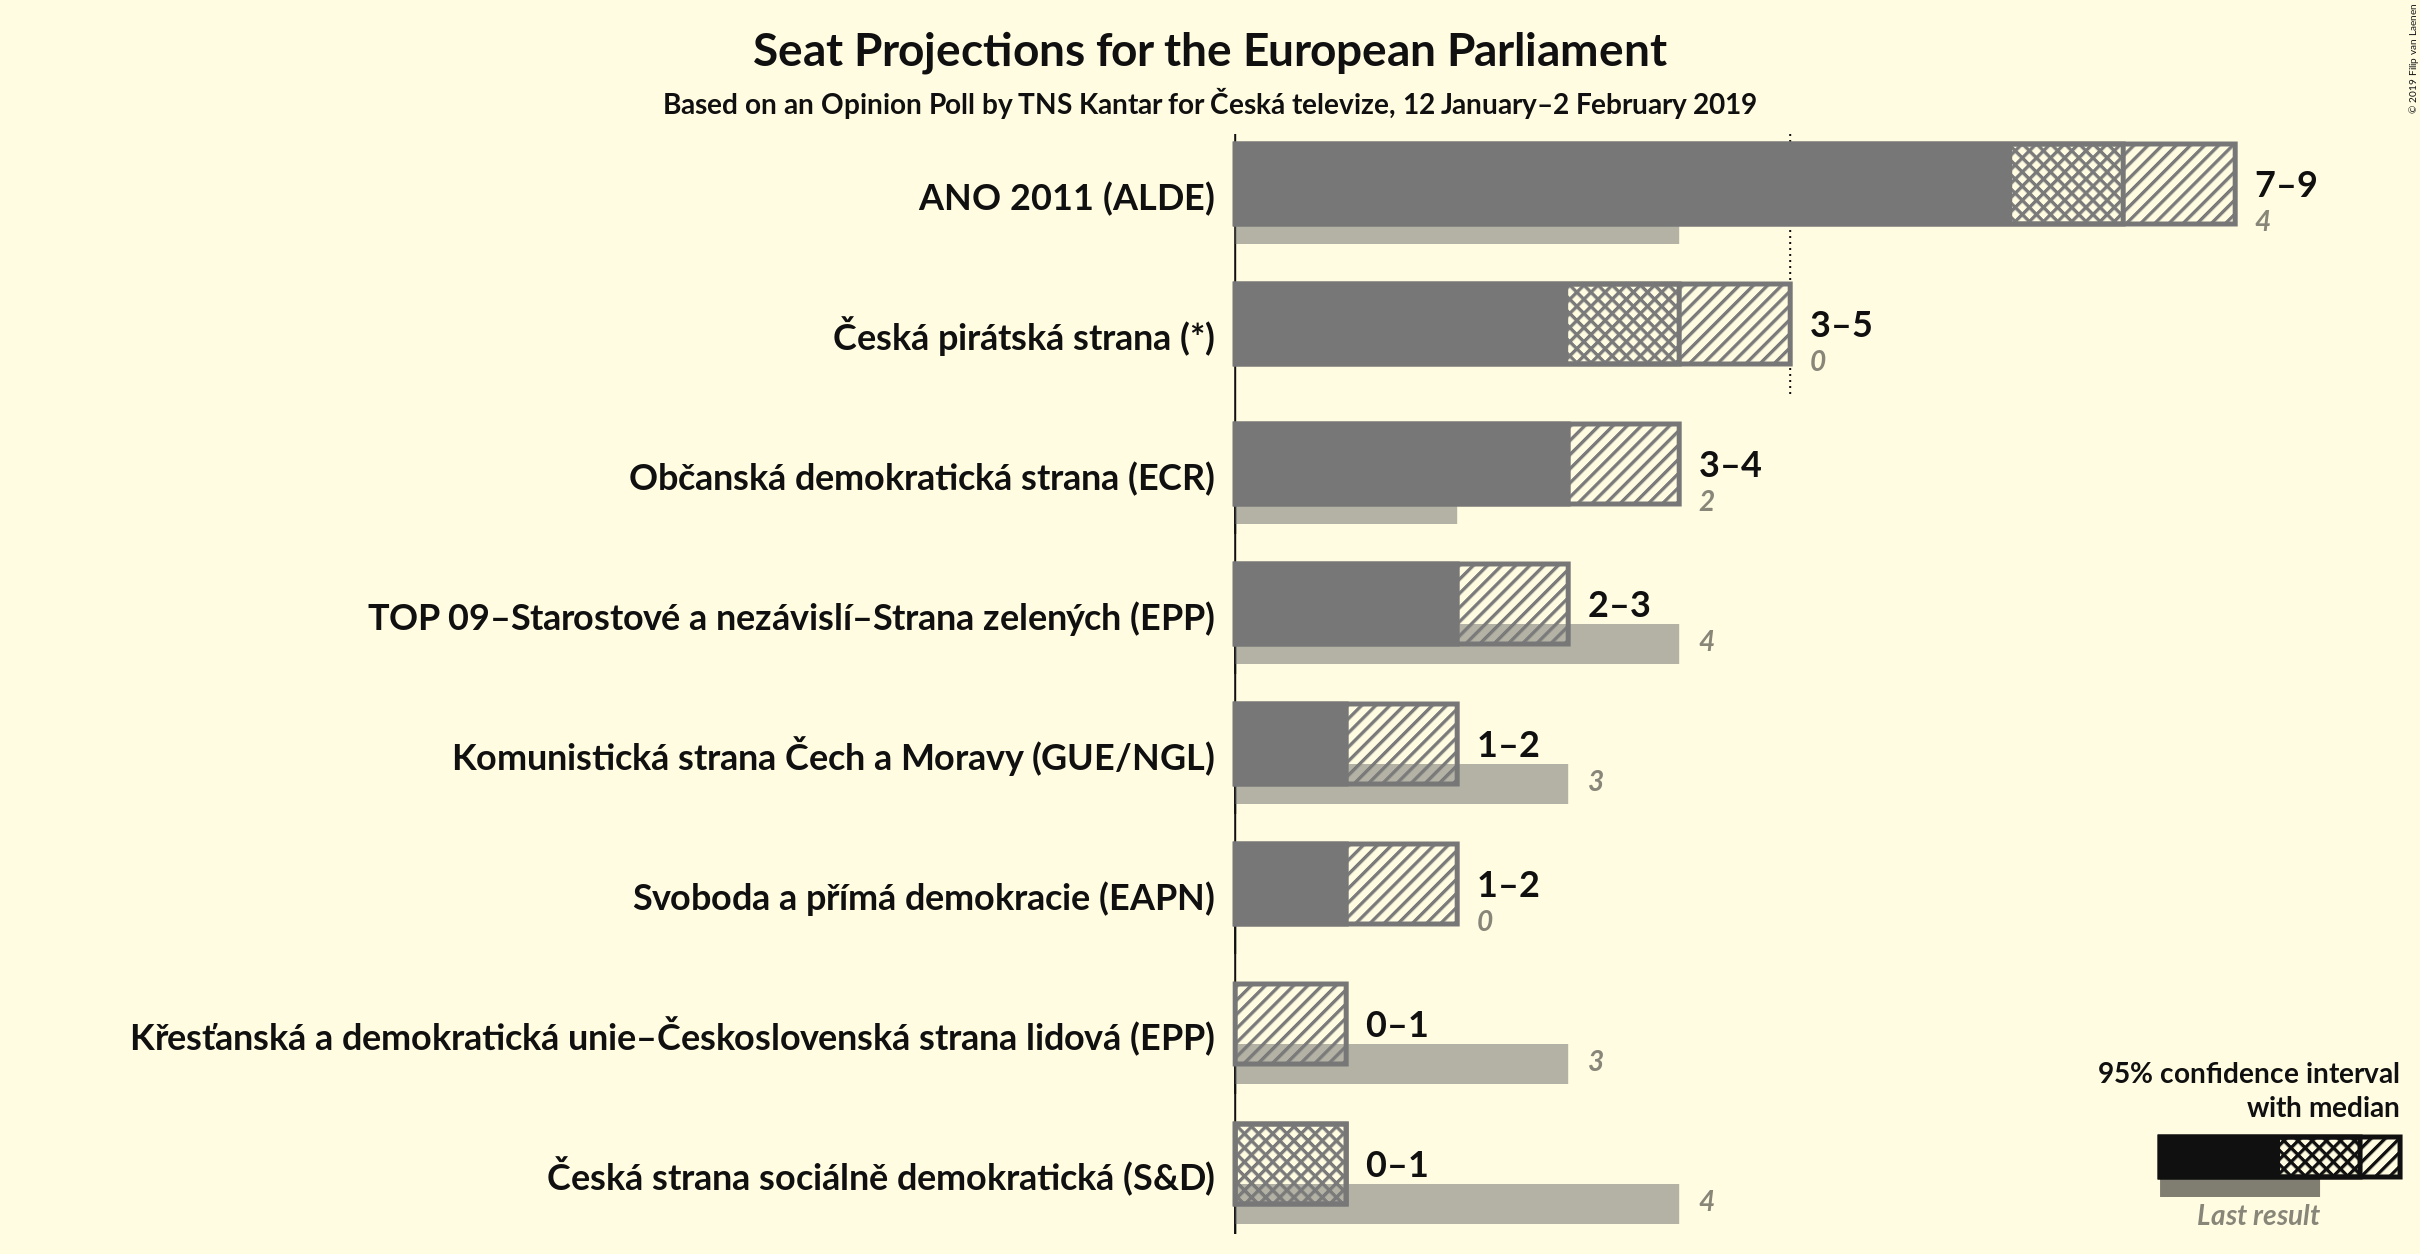 Seat Projections for the European Parliament
Based on an Opinion Poll by TNS Kantar for Česká televize, 12 January–2 February 2019
© 2019 Filip van Laenen
ANO 2011 (ALDE)
7–9
4
Česká pirátská strana (*)
3–5
0
Občanská demokratická strana (ECR)
3–4
2
TOP 09–Starostové a nezávislí–Strana zelených (EPP)
2–3
4
Komunistická strana Čech a Moravy (GUE/NGL)
1–2
3
Svoboda a přímá demokracie (EAPN)
1–2
0
Křesťanská a demokratická unie–Československá strana lidová (EPP)
0–1
3
Česká strana sociálně demokratická (S&D)
0–1
4
95% confidence interval
with median
Last result